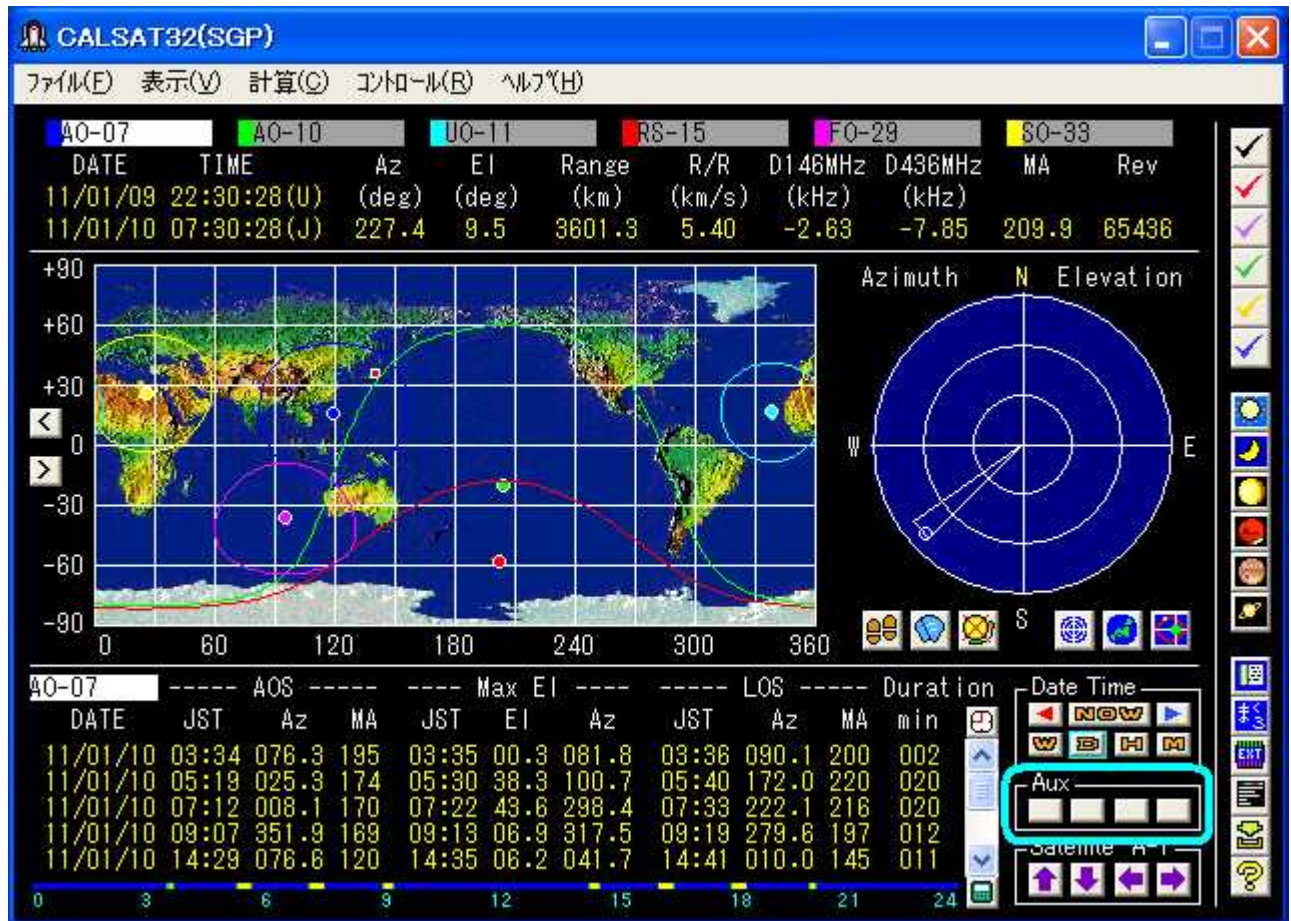 CALSAT32(SGP)
ファイル(F) 表示(V) 計算(C) コントロール(R) ヘルプ(H)
AO-07 AO-10 UO-11 RS-15 FO-29 SO-33
DATE TIME Az El Range R/R D146MHz D436MHz MA Rev
11/01/09 22:30:28(U) (deg) (deg) (km) (km/s) (kHz) (kHz)
11/01/10 07:30:28(J) 227.4 9.5 3601.3 5.40 -2.63 -7.85 209.9 65436
+90
+60
+30
0
-30
-60
-90
0 60 120 180 240 300 360
<
>
Azimuth N Elevation
W E
S
AO-07 ----- AOS ----- ---- Max El ---- ----- LOS ----- Duration
DATE JST Az MA JST El Az JST Az MA min
11/01/10 03:34 076.3 195 03:35 00.3 081.8 03:36 090.1 200 002
11/01/10 05:19 025.3 174 05:30 38.3 100.7 05:40 172.0 220 020
11/01/10 07:12 008.1 170 07:22 43.6 298.4 07:33 222.1 216 020
11/01/10 09:07 351.9 169 09:13 06.9 317.5 09:19 279.6 197 012
11/01/10 14:29 076.6 120 14:35 06.2 041.7 14:41 010.0 145 011
0 3 6 9 12 15 18 21 24
Date Time
NOW
W D H M
Aux
Satellite A-1
まく3
EXT
?